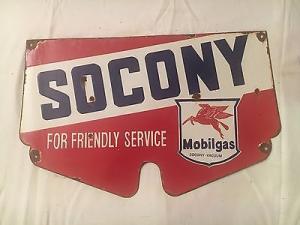 SOCONY
FOR FRIENDLY SERVICE
Mobilgas
SOCONY-VACUUM